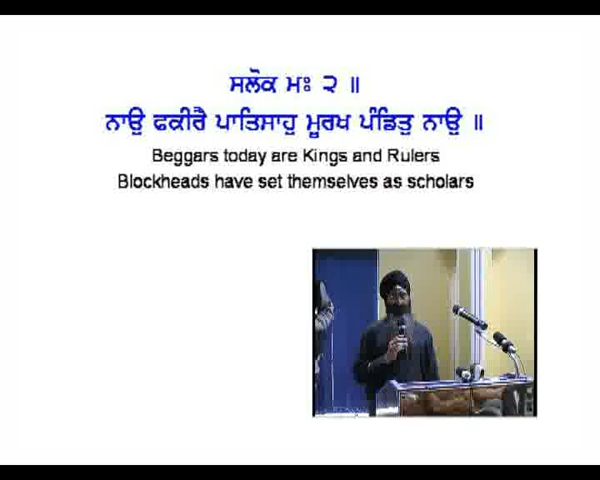 ਸਲੋਕ ਮਃ ੨ ॥
ਨਾਉ ਫਕੀਰੈ ਪਾਤਿਸਾਹੁ ਮੂਰਖ ਪੰਡਿਤੁ ਨਾਉ ॥
Beggars today are Kings and Rulers
Blockheads have set themselves as scholars